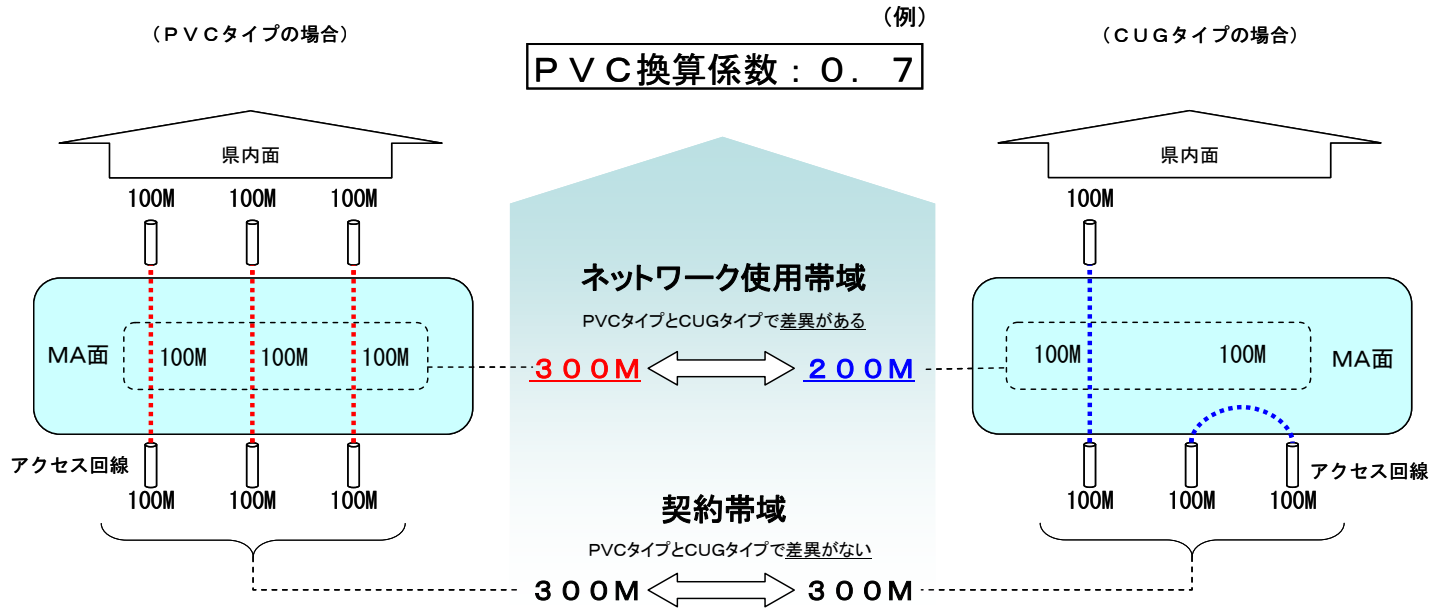 (例)
(PVCタイプの場合)
(CUGタイプの場合)
PVC換算係数:0.7
県内面
県内面
100M 100M 100M
100M
ネットワーク使用帯域
PVCタイプとCUGタイプで差異がある
MA面 100M 100M 100M
300M 200M
100M 100M MA面
アクセス回線
アクセス回線
100M 100M 100M
100M 100M 100M
契約帯域
PVCタイプとCUGタイプで差異がない
300M 300M